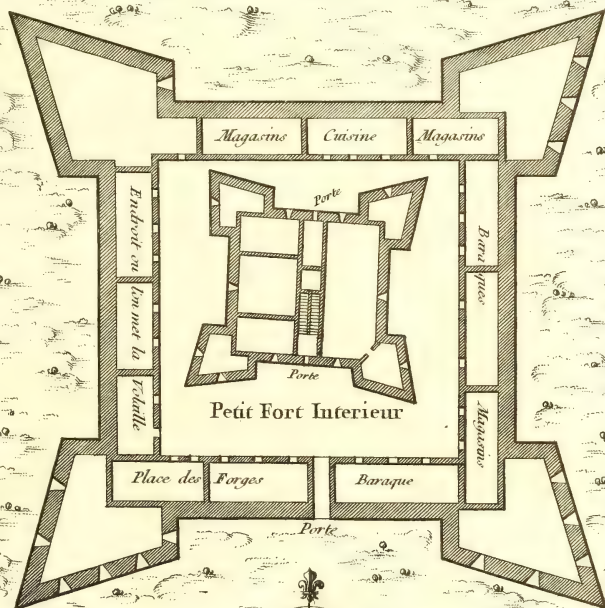 Magasins
Cuisine
Magasins
Porte
Endroit ou
l'on met la
Volaille
Baraques
Porte
Petit Fort Interieur
Magasins
Place des Forges
Baraque
Porte